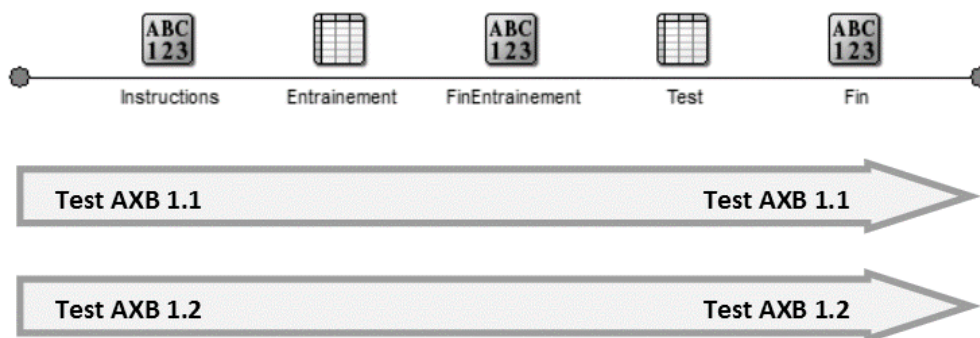 ABC ABC ABC
123 123 123
Instructions Entrainement FinEntrainement Test Fin
Test AXB 1.1 Test AXB 1.1
Test AXB 1.2 Test AXB 1.2